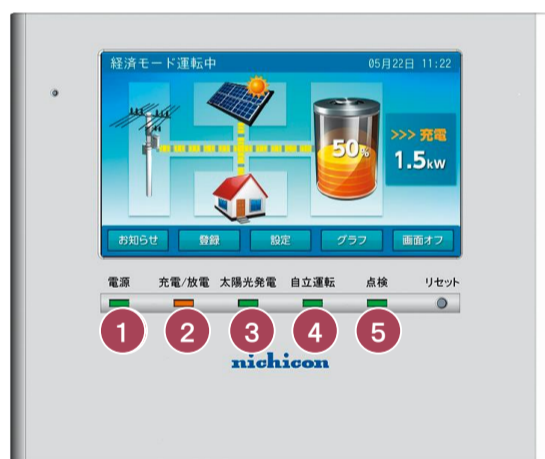 経済モード運転中 05月22日 11:22
50%
>>> 充電
1.5kW
お知らせ 登録 設定 グラフ 画面オフ
電源 充電/放電 太陽光発電 自立運転 点検 リセット
1 2 3 4 5
nichicon